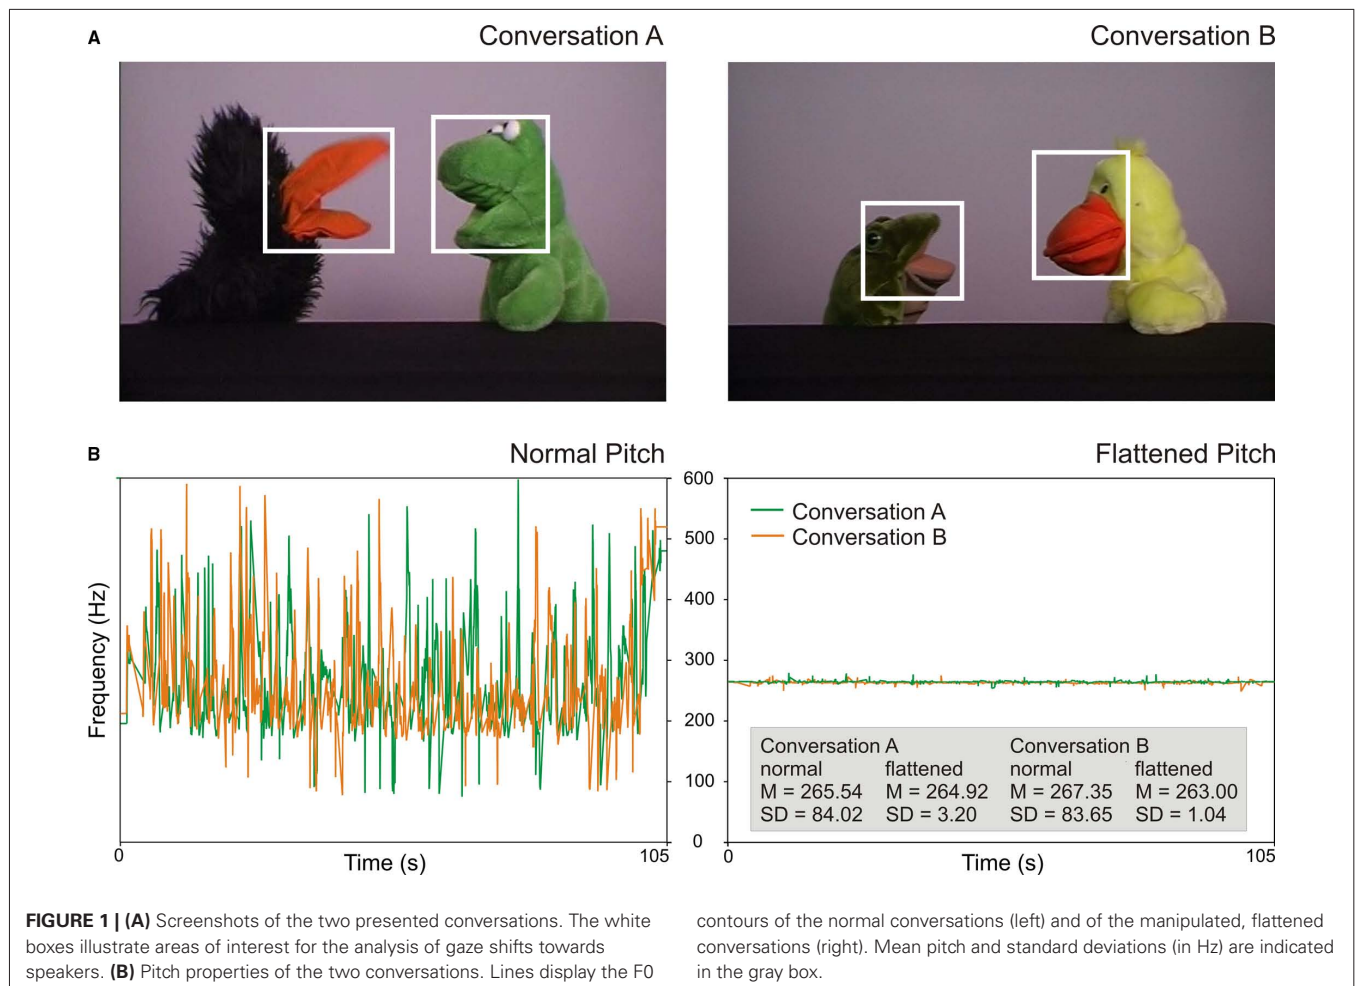 A
Conversation A
Conversation B
B
Normal Pitch
Flattened Pitch
Frequency (Hz)
600
500
400
300
200
100
0
Conversation A
Conversation B
Conversation A
Conversation B
normal
flattened
normal
flattened
M = 265.54
M = 264.92
M = 267.35
M = 263.00
SD = 84.02
SD = 3.20
SD = 83.65
SD = 1.04
0
Time (s)
105
0
Time (s)
105
FIGURE 1 | (A) Screenshots of the two presented conversations. The white
boxes illustrate areas of interest for the analysis of gaze shifts towards
speakers. (B) Pitch properties of the two conversations. Lines display the F0
contours of the normal conversations (left) and of the manipulated, flattened
conversations (right). Mean pitch and standard deviations (in Hz) are indicated
in the gray box.